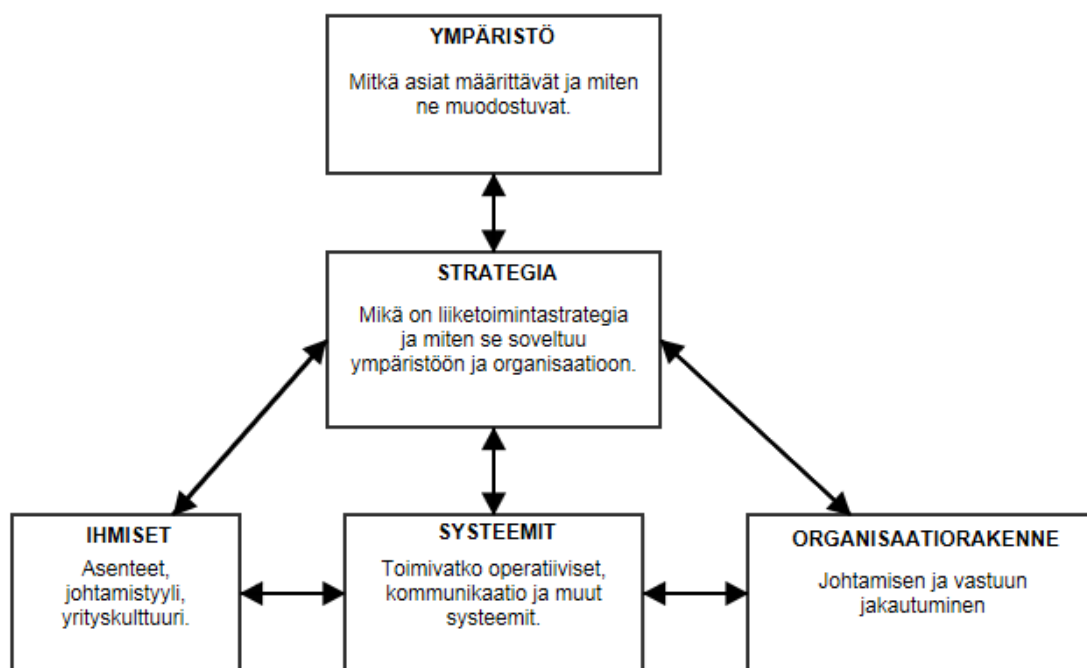 YMPÄRISTÖ
Mitkä asiat määrittävät ja miten
ne muodostuvat.
STRATEGIA
Mikä on liiketoimintastrategia
ja miten se soveltuu
ympäristöön ja organisaatioon.
IHMISET
Asenteet,
johtamistyyli,
yrityskulttuuri.
SYSTEEMIT
Toimivatko operatiiviset,
kommunikaatio ja muut
systeemit.
ORGANISAATIORAKENNE
Johtamisen ja vastuun
jakautuminen